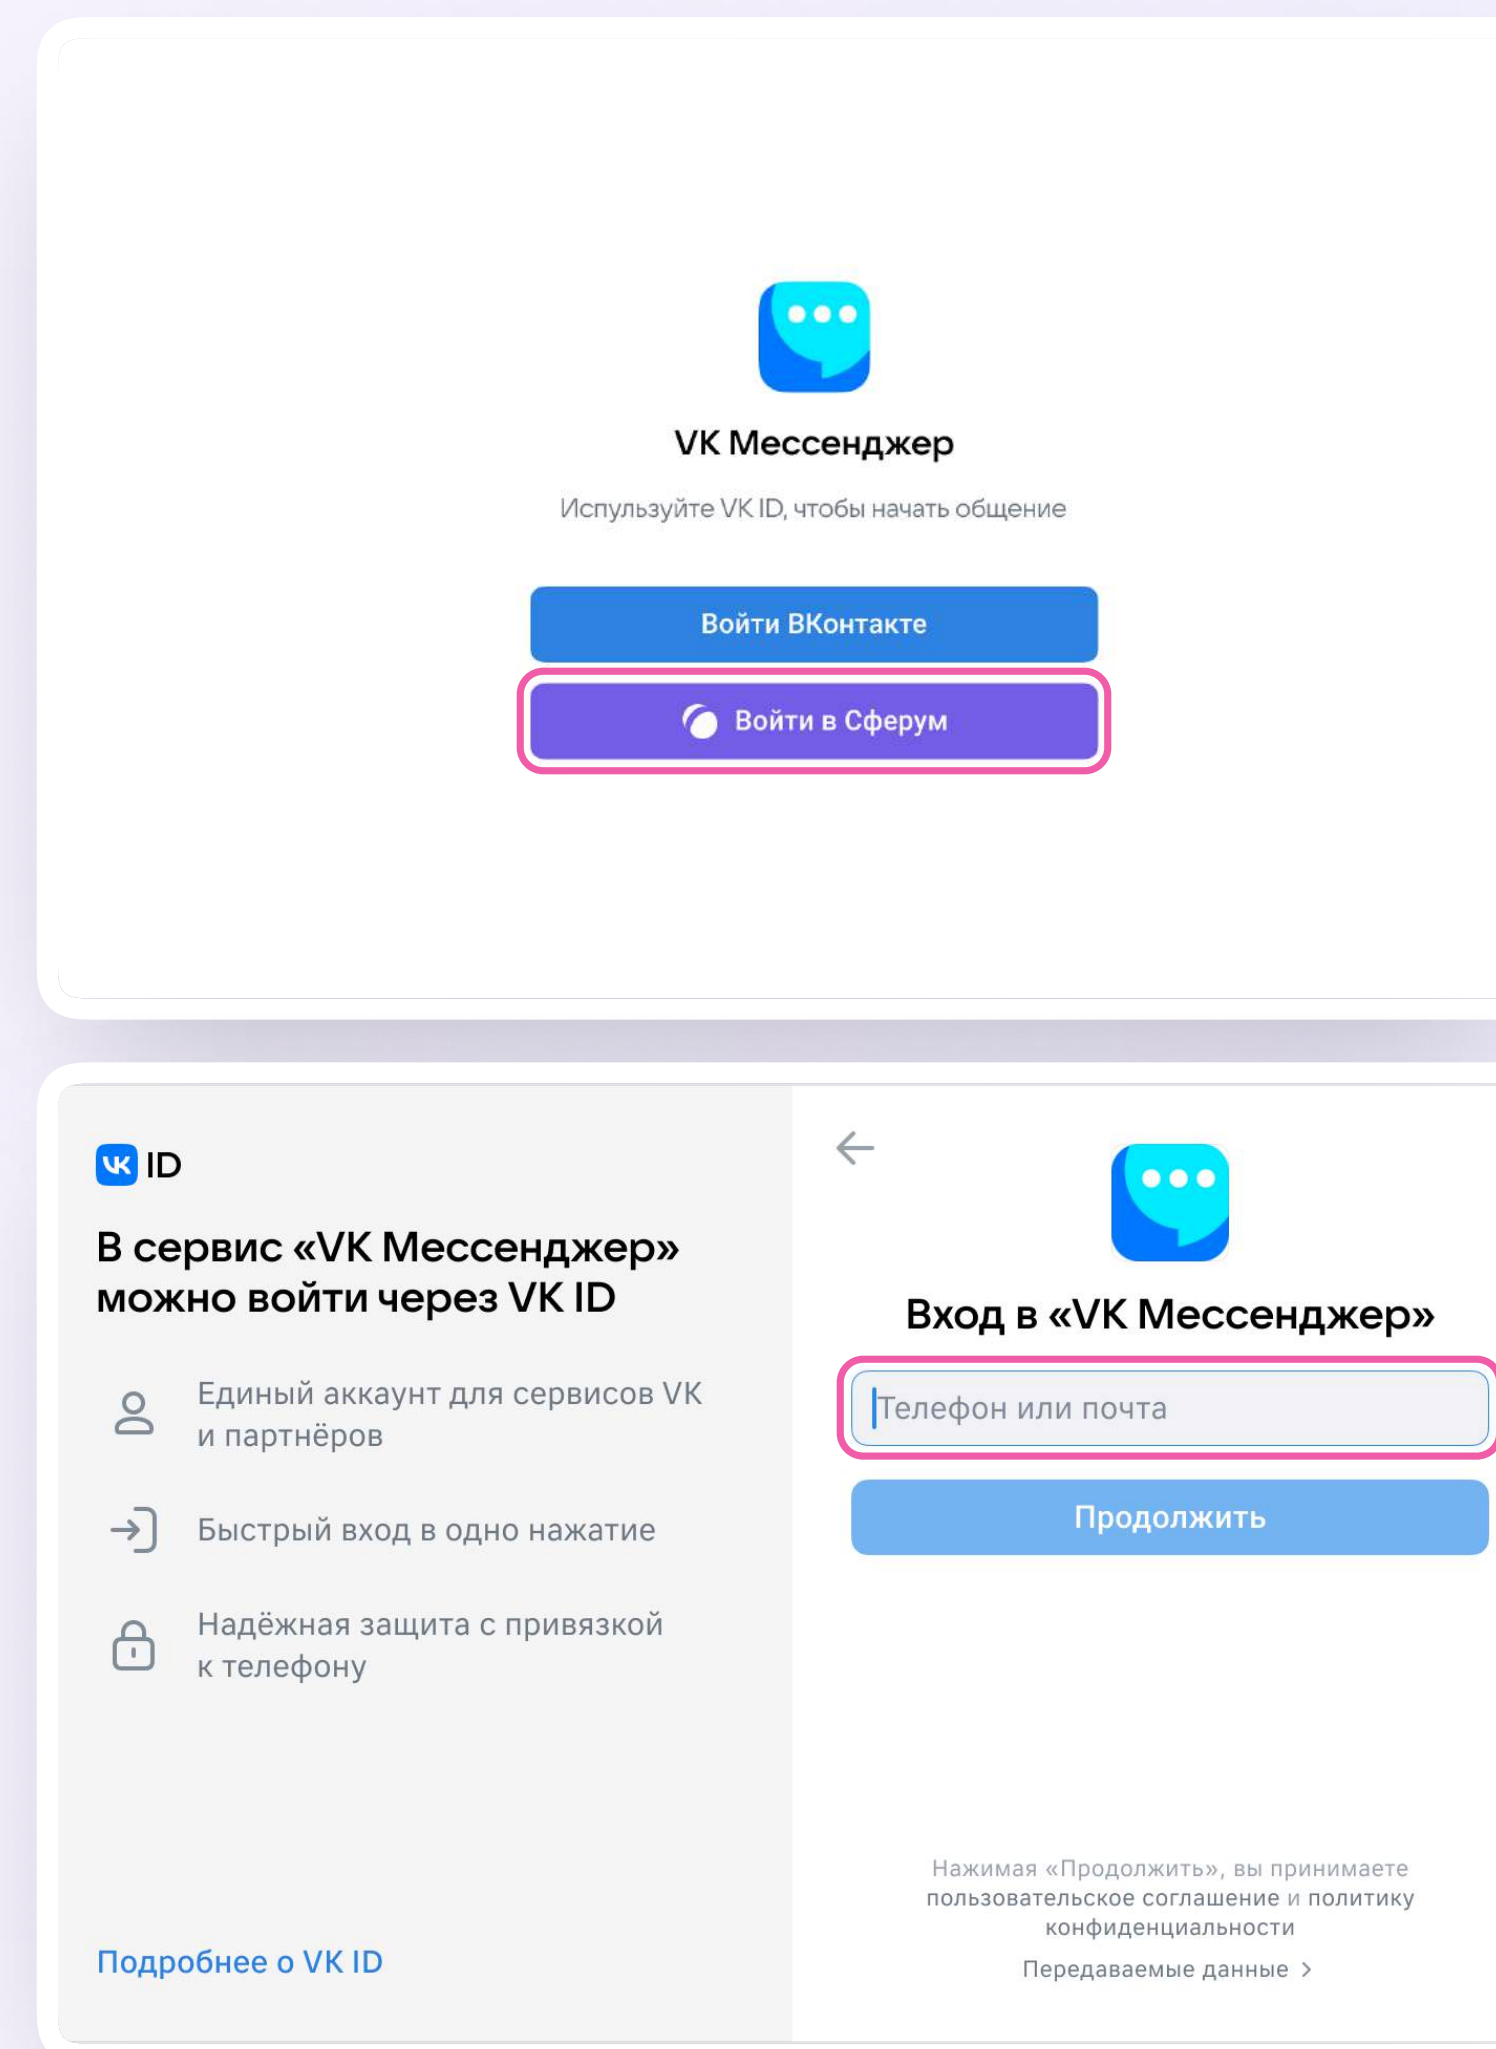 VK Мессенджер
Испульзуйте VK ID, чтобы начать общение
Войти ВКонтакте
Войти в Сферум
VK ID
В сервис «VK Мессенджер»
можно войти через VK ID
Единый аккаунт для сервисов VK
и партнёров
Быстрый вход в одно нажатие
Надёжная защита с привязкой
к телефону
Подробнее о VK ID
Вход в «VK Мессенджер»
Телефон или почта
Продолжить
Нажимая «Продолжить», вы принимаете
пользовательское соглашение и политику
конфиденциальности
Передаваемые данные >